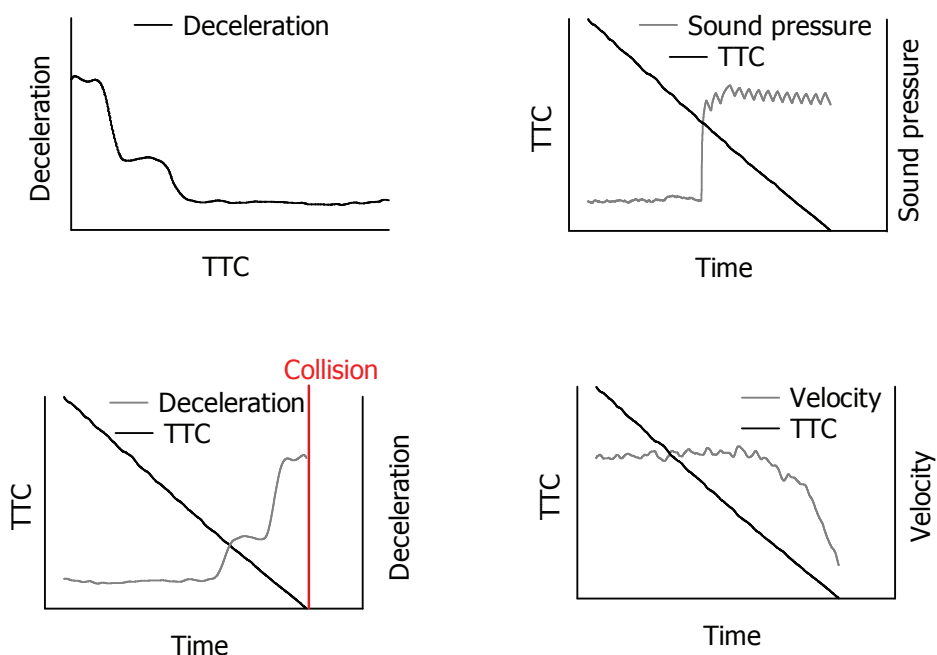 Deceleration
Deceleration
TTC
Sound pressure
TTC
TTC
Sound pressure
Time
Collision
Deceleration
TTC
TTC
Deceleration
Time
Velocity
TTC
TTC
Velocity
Time